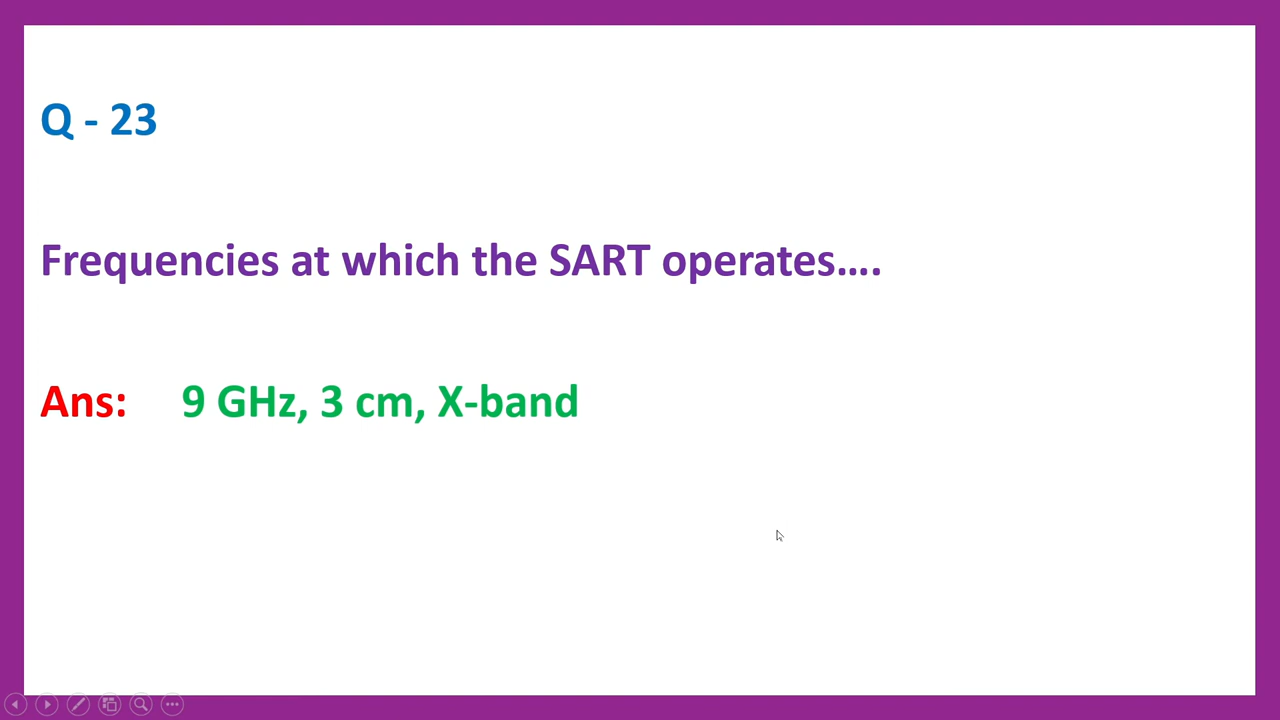 Q - 23
Frequencies at which the SART operates....
Ans: 9 GHz, 3 cm, X-band